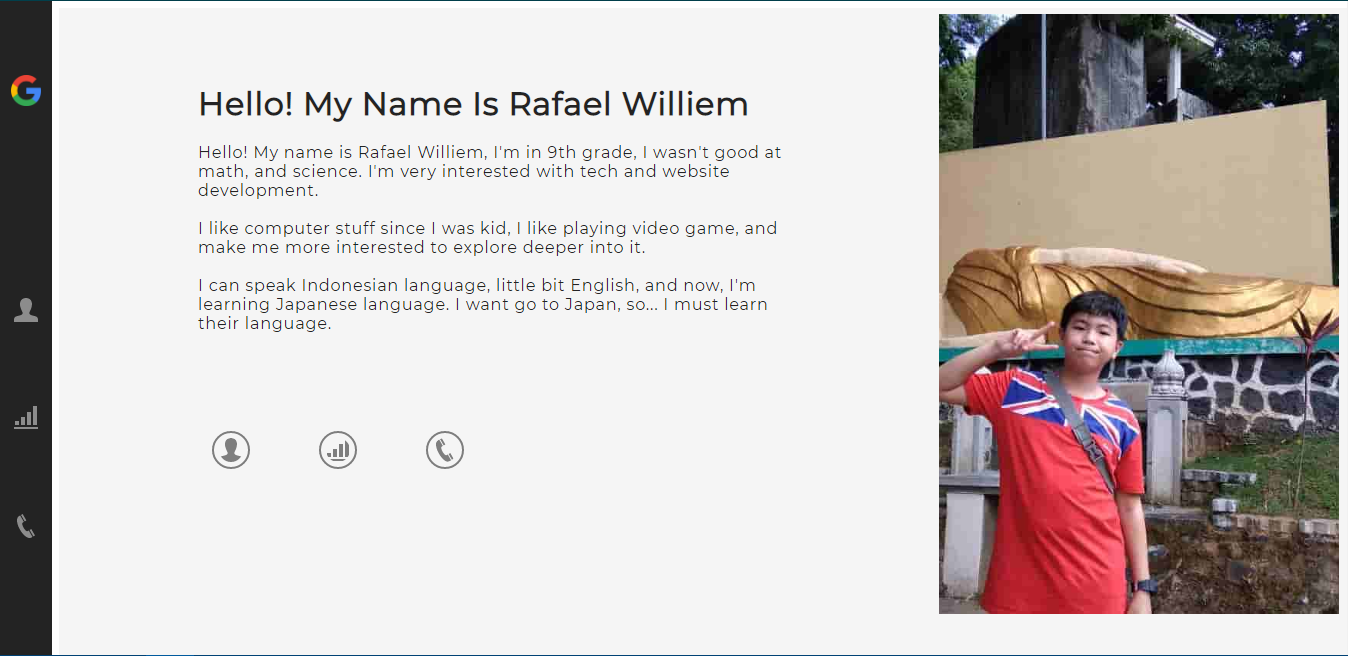 Hello! My Name Is Rafael Williem
Hello! My name is Rafael Williem, I'm in 9th grade, I wasn't good at
math, and science. I'm very interested with tech and website
development.
I like computer stuff since I was kid, I like playing video game, and
make me more interested to explore deeper into it.
I can speak Indonesian language, little bit English, and now, I'm
learning Japanese language. I want go to Japan, so... I must learn
their language.